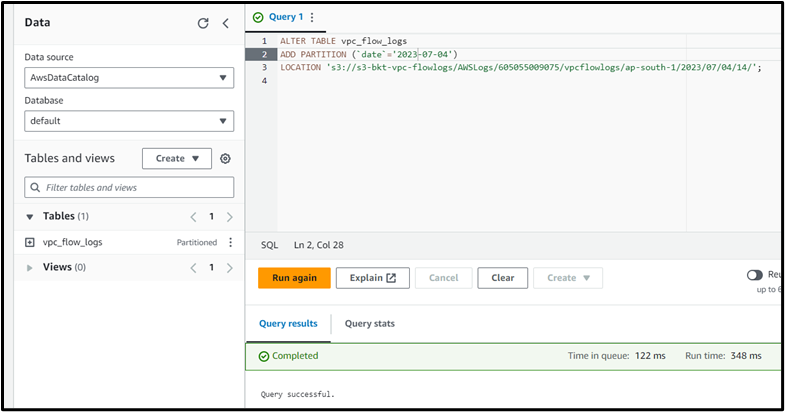 Data
Data source
AwsDataCatalog
Database
default
Tables and views
Create
Filter tables and views
Tables (1)
1
vpc_flow_logs
Partitioned
Views (0)
1
Query 1
1 ALTER TABLE vpc_flow_logs
2 ADD PARTITION (`date`='2023-07-04')
3 LOCATION 's3://s3-bkt-vpc-flowlogs/AWSLogs/605055009075/vpcflowlogs/ap-south-1/2023/07/04/14/';
4
SQL Ln 2, Col 28
Run again
Explain
Cancel
Clear
Create
Reu
up to 6
Query results
Query stats
Completed
Time in queue: 122 ms
Run time: 348 ms
Query successful.